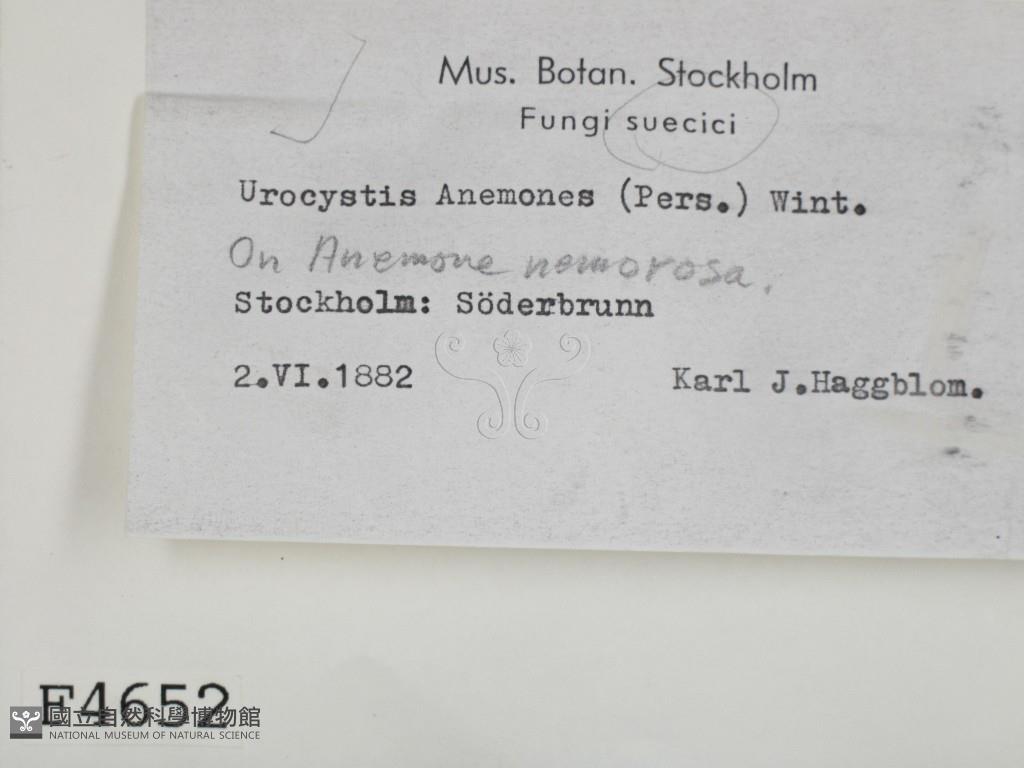 Mus. Botan. Stockholm
Fungi suecici
Urocystis Anemones (Pers.) Wint.
On Anemone nemorosa.
Stockholm: Söderbrunn
2.VI.1882 Karl J.Haggblom.
F4652
國立自然科學博物館
NATIONAL MUSEUM OF NATURAL SCIENCE